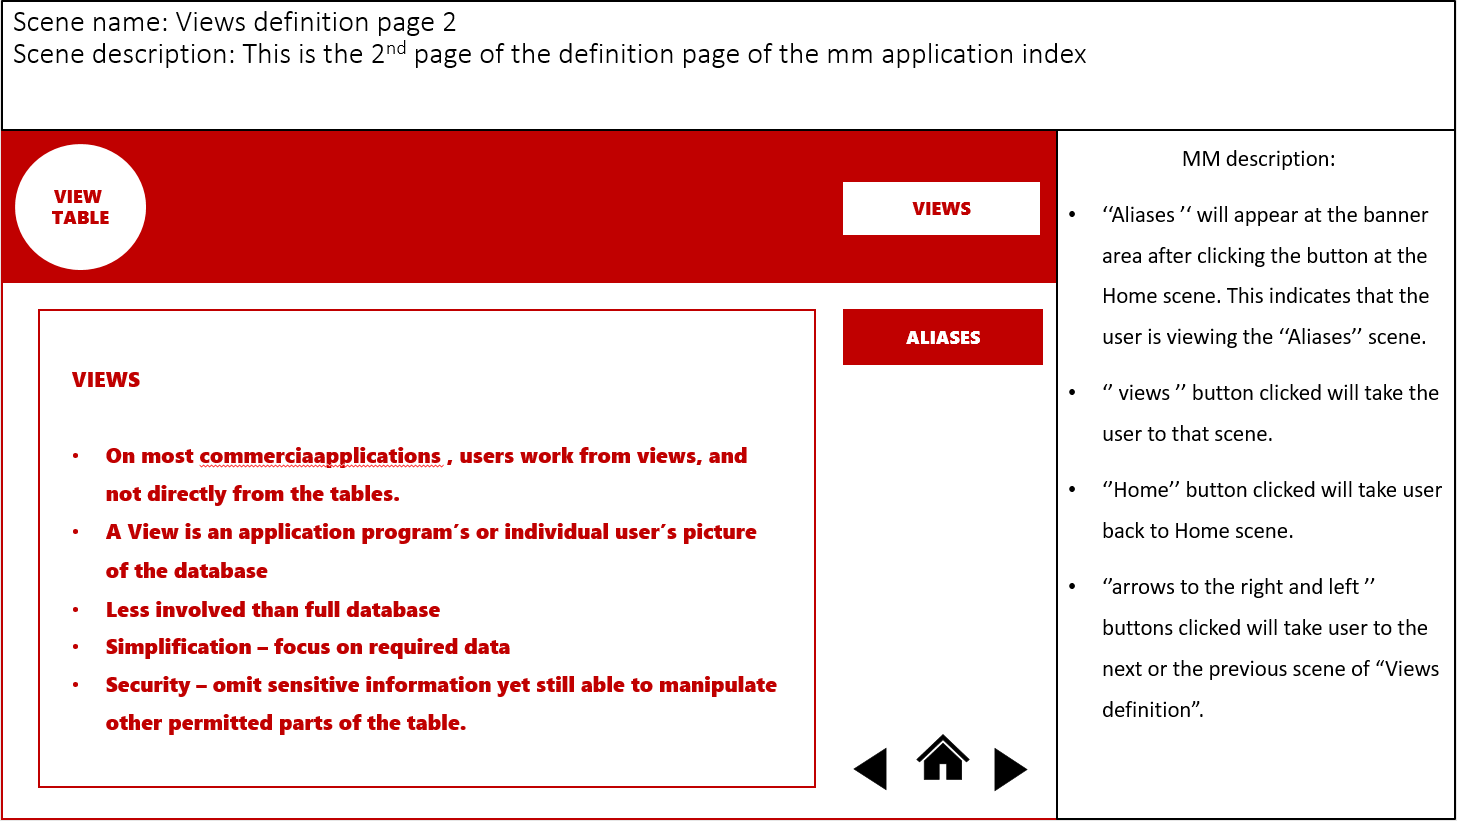 Scene name: Views definition page 2
Scene description: This is the 2nd page of the definition page of the mm application index
VIEW
TABLE
VIEWS
VIEWS
• On most commerciaapplications , users work from views, and
not directly from the tables.
• A View is an application program´s or individual user´s picture
of the database
• Less involved than full database
• Simplification – focus on required data
• Security – omit sensitive information yet still able to manipulate
other permitted parts of the table.
ALIASES
MM description:
• ‘‘Aliases ’‘ will appear at the banner
area after clicking the button at the
Home scene. This indicates that the
user is viewing the ‘‘Aliases’’ scene.
• ‘’ views ’’ button clicked will take the
user to that scene.
• ‘’Home’’ button clicked will take user
back to Home scene.
• ‘’arrows to the right and left ’’
buttons clicked will take user to the
next or the previous scene of “Views
definition”.